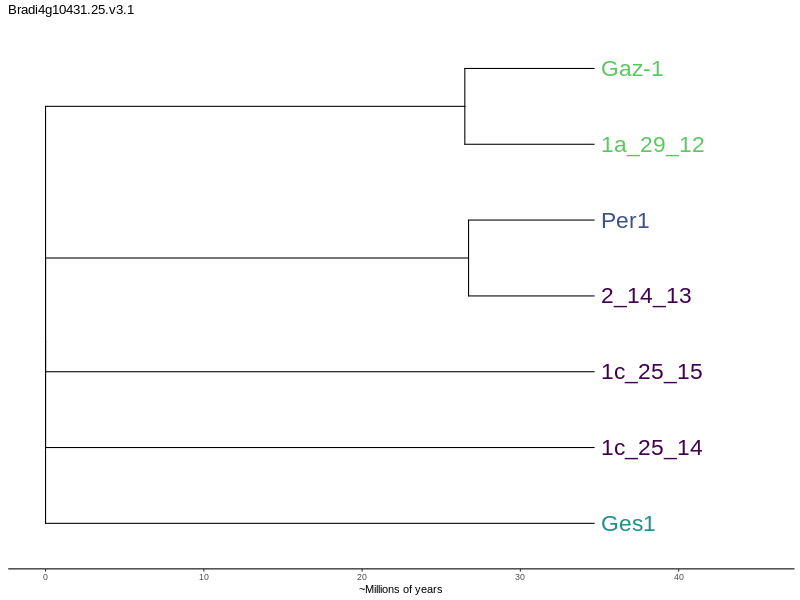 Bradi4g10431.25.v3.1
Gaz-1
1a_29_12
Per1
2_14_13
1c_25_15
1c_25_14
Ges1
0 10 20 30 40
~Millions of years